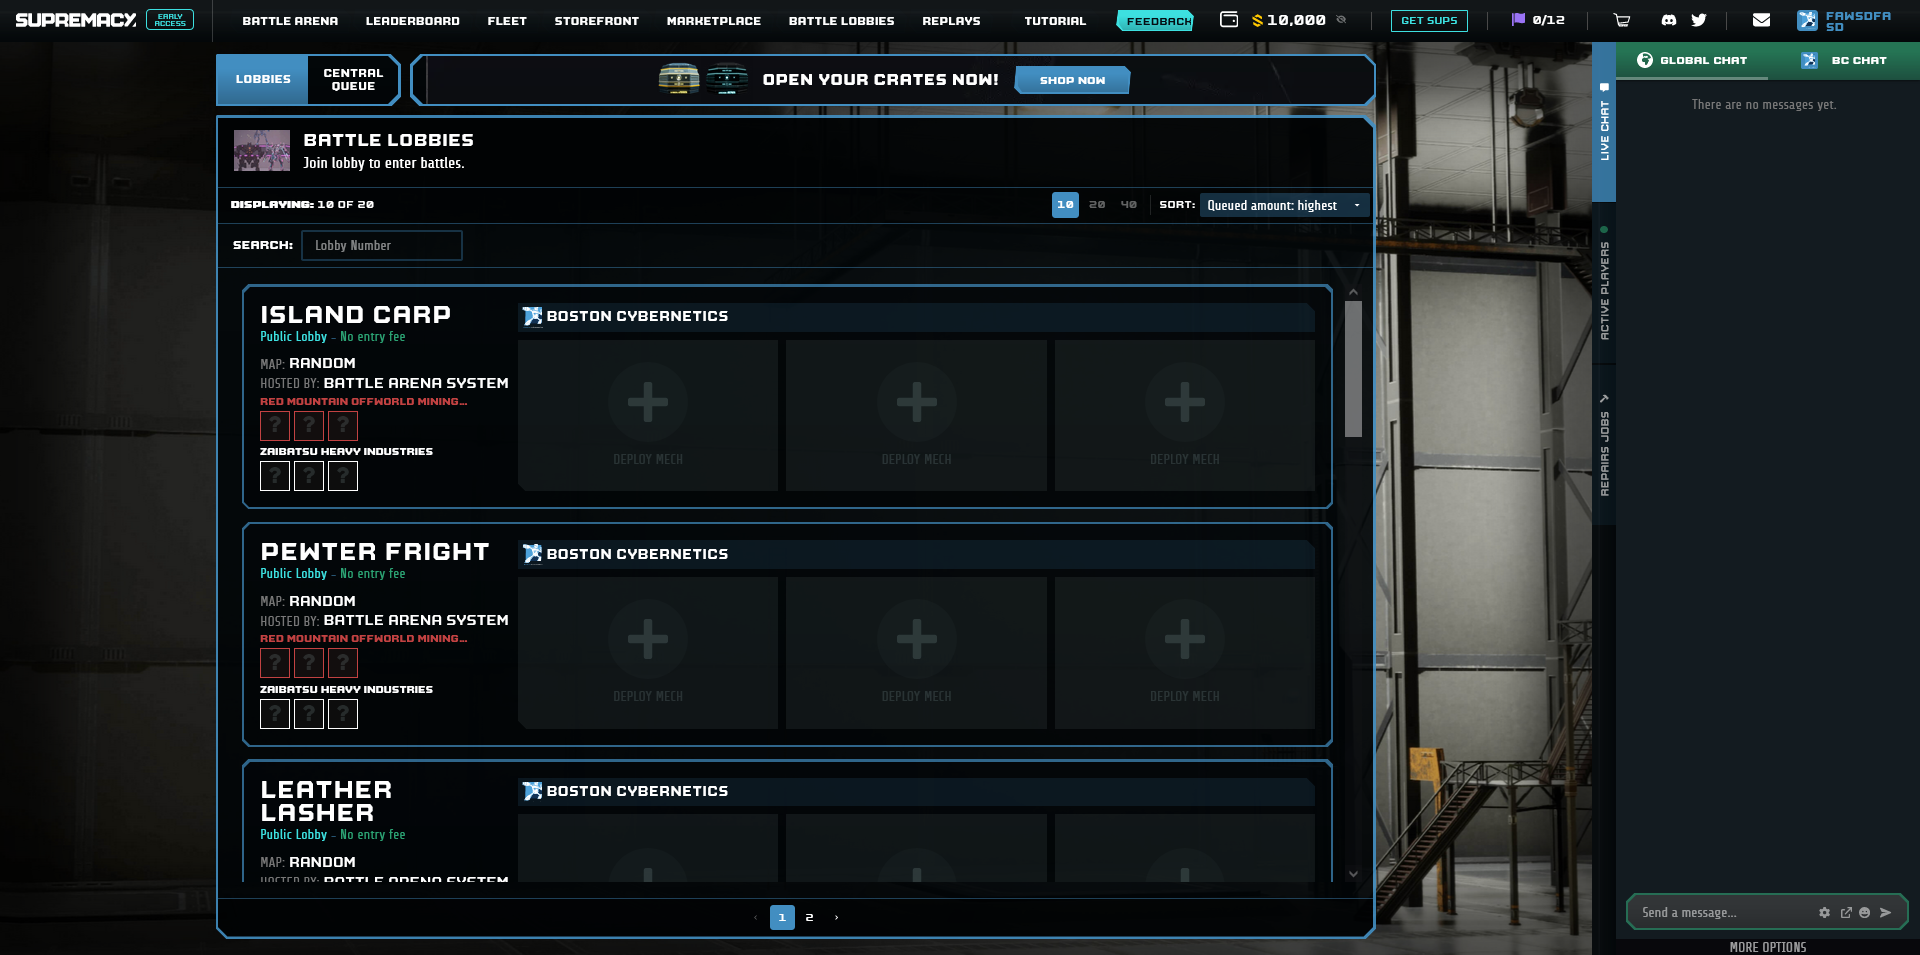 SUPREMACY
EARLY
ACCESS
BATTLE ARENA
LEADERBOARD
FLEET
STOREFRONT
MARKETPLACE
BATTLE LOBBIES
REPLAYS
TUTORIAL
FEEDBACK
10,000
GET SUPS
0/12
FAWSDFA
SD
LOBBIES
CENTRAL
QUEUE
OPEN YOUR CRATES NOW!
SHOP NOW
BATTLE LOBBIES
Join lobby to enter battles.
DISPLAYING: 10 OF 20
10 20 40
SORT: Queued amount: highest
SEARCH: Lobby Number
ISLAND CARP
Public Lobby - No entry fee
MAP: RANDOM
HOSTED BY: BATTLE ARENA SYSTEM
RED MOUNTAIN OFFWORLD MINING...
? ? ?
ZAIBATSU HEAVY INDUSTRIES
? ? ?
BOSTON CYBERNETICS
DEPLOY MECH
DEPLOY MECH
DEPLOY MECH
PEWTER FRIGHT
Public Lobby - No entry fee
MAP: RANDOM
HOSTED BY: BATTLE ARENA SYSTEM
RED MOUNTAIN OFFWORLD MINING...
? ? ?
ZAIBATSU HEAVY INDUSTRIES
? ? ?
BOSTON CYBERNETICS
DEPLOY MECH
DEPLOY MECH
DEPLOY MECH
LEATHER
LASHER
Public Lobby - No entry fee
MAP: RANDOM
HOSTED BY: BATTLE ARENA SYSTEM
BOSTON CYBERNETICS
‹ 1 2 ›
LIVE CHAT
ACTIVE PLAYERS
REPAIRS JOBS
GLOBAL CHAT
BC CHAT
There are no messages yet.
Send a message...
MORE OPTIONS